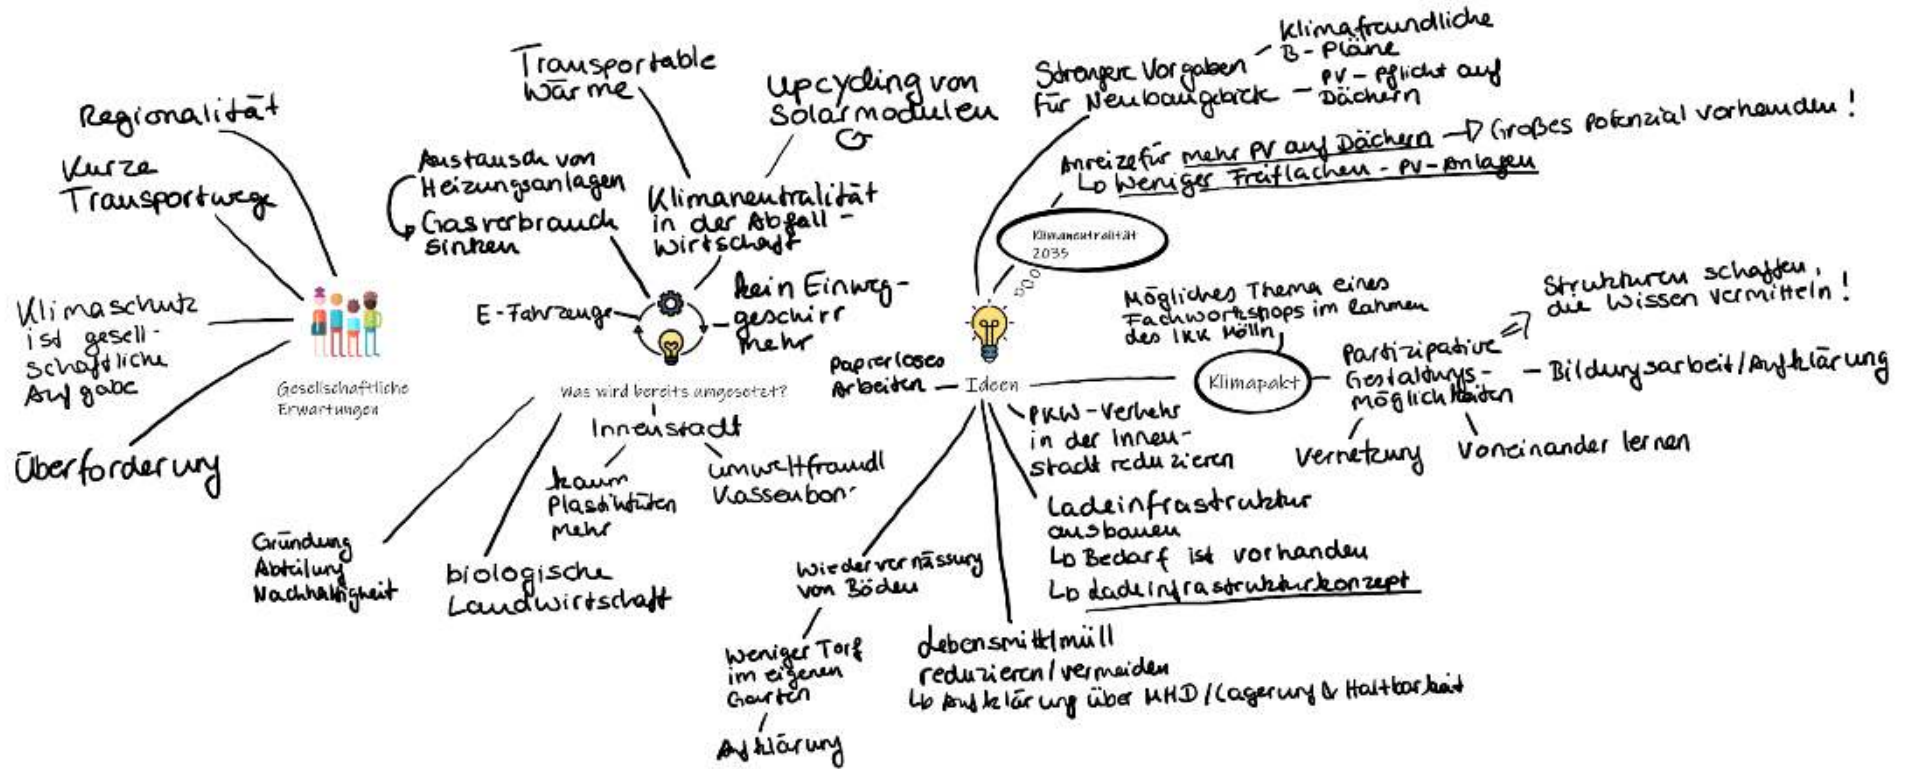 Regionalität
Kurze
Transportwege
Klimaschutz
ist gesell-
schaftliche
Aufgabe
Überforderung
Gesellschaftliche
Erwartungen
Transportable
Wärme
Upcycling von
Solarmodulen
Austausch von
Heizungsanlagen
Gasverbrauch
sinken
Klimaneutralität
in der Abfall-
wirtschaft
E-Fahrzeuge
kein Einweg-
geschirr
mehr
Was wird bereits umgesetzt?
Innenstadt
kaum
Plastiktüten
mehr
umweltfreundl
Kassenbon
Gründung
Abteilung
Nachhaltigkeit
biologische
Landwirtschaft
Strengere Vorgaben
für Neubaugebiete
Klimafreundliche
B-Pläne
PV-Pflicht auf
Dächern
Anreize für mehr PV auf Dächern → Großes Potenzial vorhanden!
↳ Weniger Freiflächen-PV-Anlagen
Klimaneutralität
2035
Papierloses
Arbeiten
Ideen
Mögliches Thema eines
Fachworkshops im Rahmen
des IKK Mölln
Klimapakt
Partizipative
Gestaltungs-
möglichkeiten
Strukturen schaffen,
die Wissen vermitteln!
Bildungsarbeit/Aufklärung
Vernetzung
Voneinander lernen
PKW-Verkehr
in der Innen-
stadt reduzieren
Ladeinfrastruktur
ausbauen
↳ Bedarf ist vorhanden
↳ Ladeinfrastrukturkonzept
Wiedervernässung
von Böden
Weniger Torf
im eigenen
Garten
Aufklärung
Lebensmittelmüll
reduzieren/vermeiden
↳ Aufklärung über MHD/Lagerung & Haltbarkeit